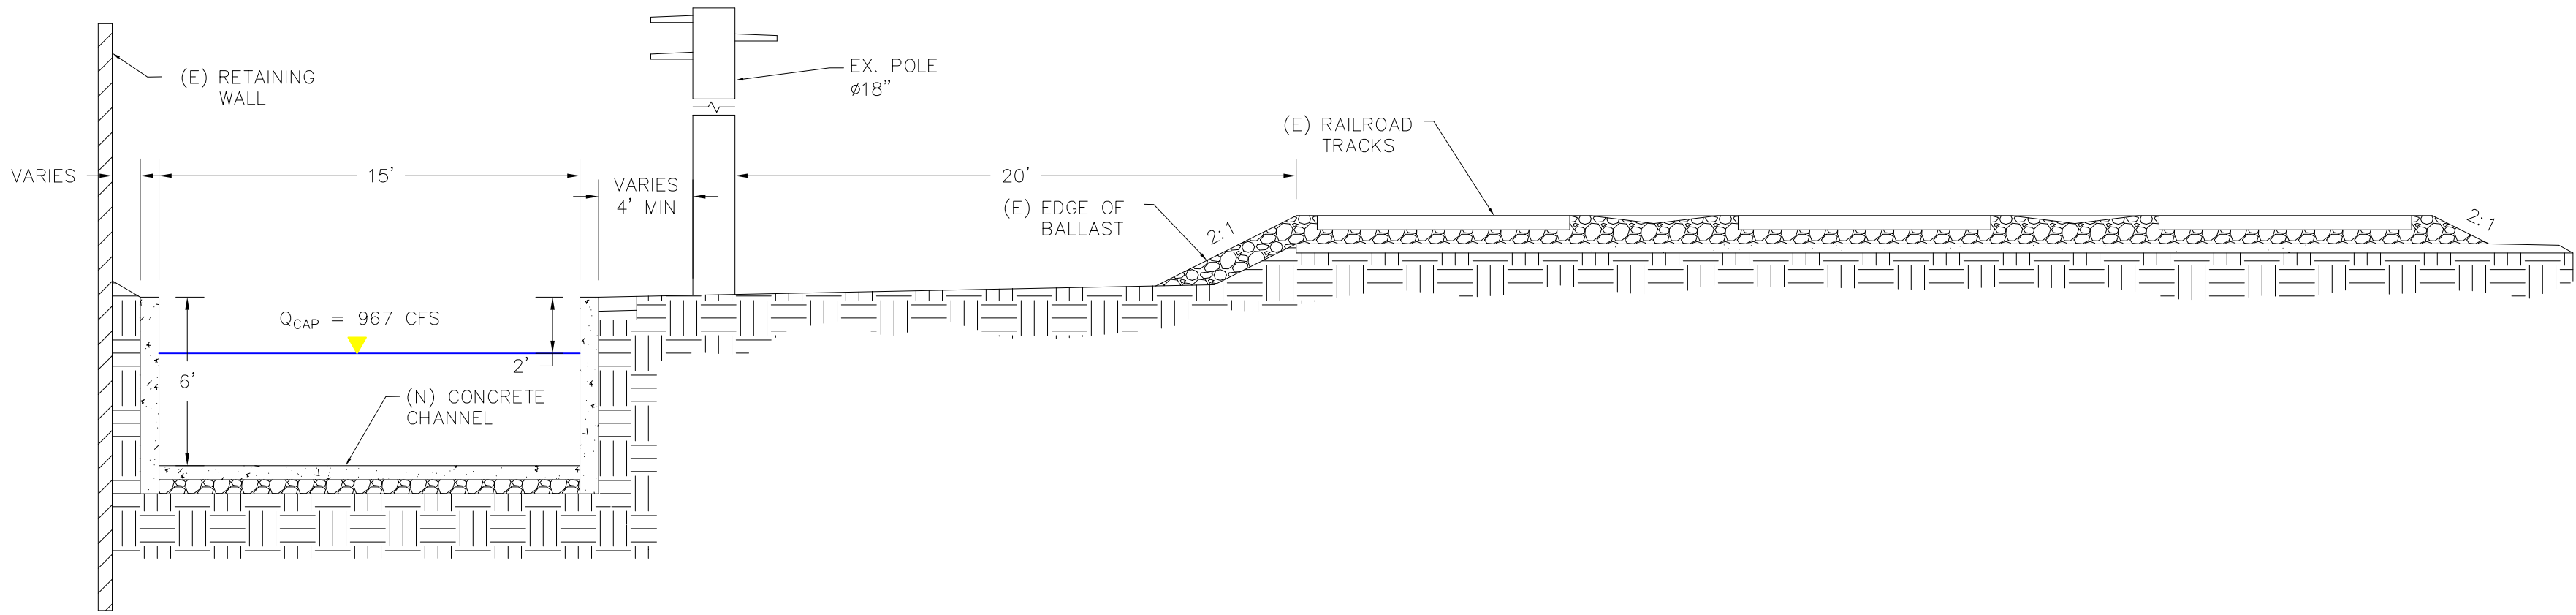 (E) RETAINING
WALL
EX. POLE
ø18"
(E) RAILROAD
TRACKS
VARIES
15'
VARIES
4' MIN
20'
(E) EDGE OF
BALLAST
2:1
2:1
Q_CAP = 967 CFS
2'
6'
(N) CONCRETE
CHANNEL